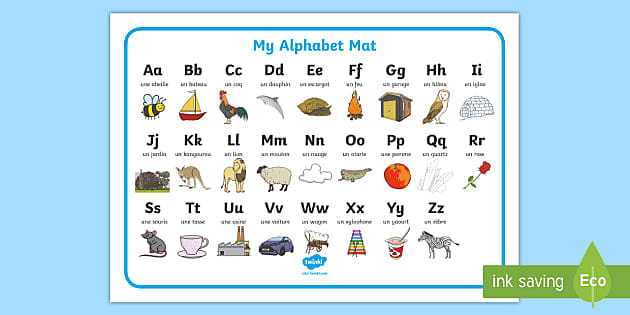 My Alphabet Mat
Aa Bb Cc Dd Ee Ff Gg Hh Ii
une abeille un bateau un coq un dauphin un escargot un feu un garage un hibou un igloo
Jj Kk Ll Mm Nn Oo Pp Qq Rr
un jardin un kangourou un lion un mouton un nuage un otarie une pomme un quartz un rose
Ss Tt Uu Vv Ww Xx Yy Zz
une souris une tasse une usine une voiture un wagon un xylophone un yaourt un zèbre
twinkl
visit twinkl.com
ink saving Eco